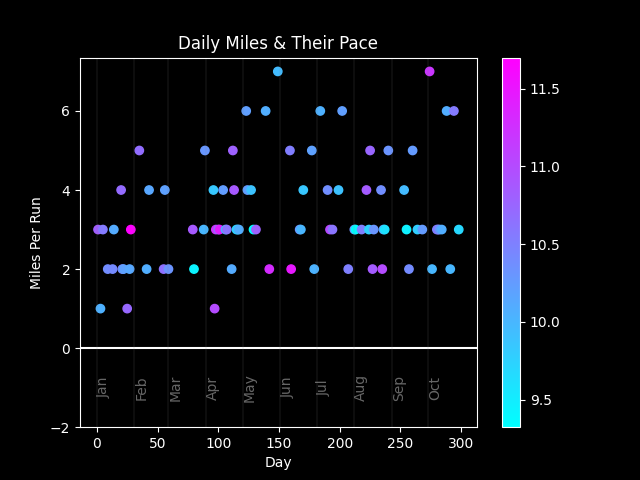 Daily Miles & Their Pace
Miles Per Run
6
4
2
0
−2
Jan
Feb
Mar
Apr
May
Jun
Jul
Aug
Sep
Oct
0 50 100 150 200 250 300
Day
11.5
11.0
10.5
10.0
9.5